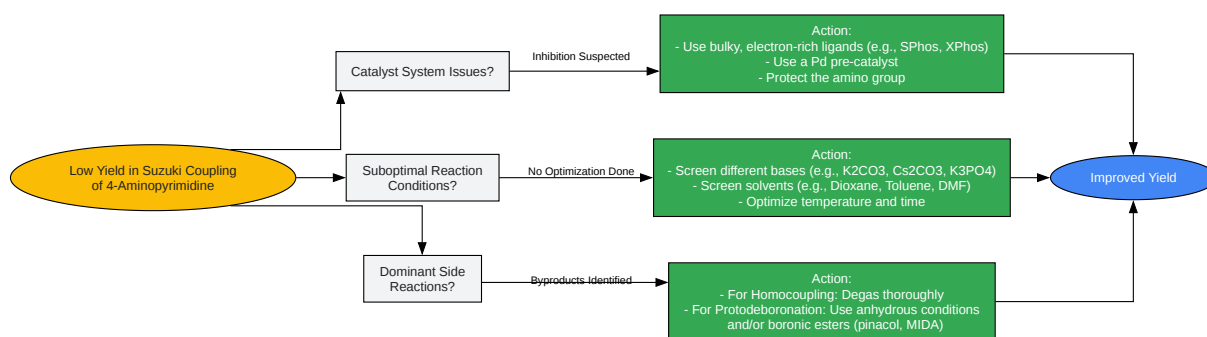 Low Yield in Suzuki Coupling
of 4-Aminopyrimidine
Catalyst System Issues?
Inhibition Suspected
Action:
- Use bulky, electron-rich ligands (e.g., SPhos, XPhos)
- Use a Pd pre-catalyst
- Protect the amino group
Suboptimal Reaction
Conditions?
No Optimization Done
Action:
- Screen different bases (e.g., K2CO3, Cs2CO3, K3PO4)
- Screen solvents (e.g., Dioxane, Toluene, DMF)
- Optimize temperature and time
Dominant Side
Reactions?
Byproducts Identified
Action:
- For Homocoupling: Degas thoroughly
- For Protodeboronation: Use anhydrous conditions
and/or boronic esters (pinacol, MIDA)
Improved Yield